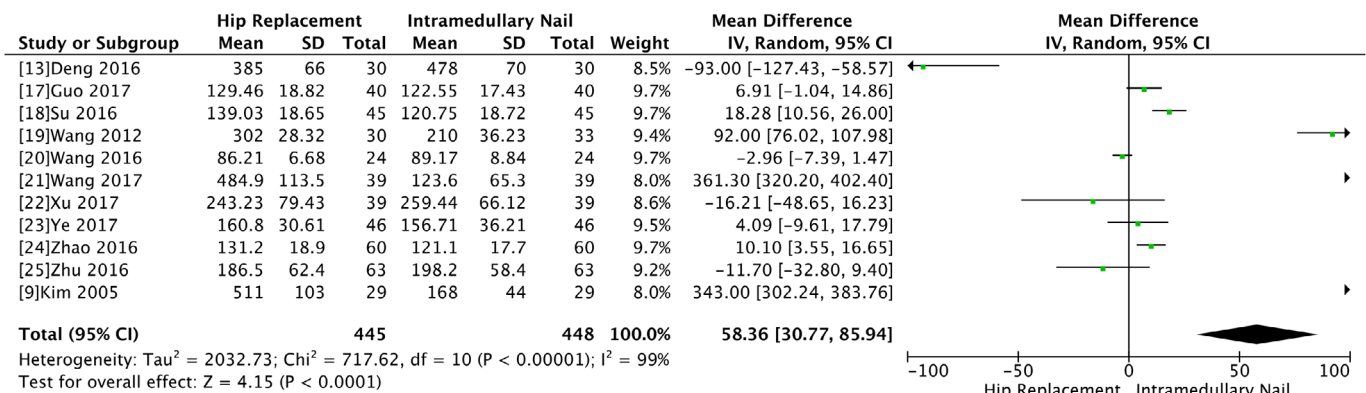 Hip Replacement Intramedullary Nail Mean Difference Mean Difference
Study or Subgroup Mean SD Total Mean SD Total Weight IV, Random, 95% CI IV, Random, 95% CI
[13]Deng 2016 385 66 30 478 70 30 8.5% −93.00 [−127.43, −58.57]
[17]Guo 2017 129.46 18.82 40 122.55 17.43 40 9.7% 6.91 [−1.04, 14.86]
[18]Su 2016 139.03 18.65 45 120.75 18.72 45 9.7% 18.28 [10.56, 26.00]
[19]Wang 2012 302 28.32 30 210 36.23 33 9.4% 92.00 [76.02, 107.98]
[20]Wang 2016 86.21 6.68 24 89.17 8.84 24 9.7% −2.96 [−7.39, 1.47]
[21]Wang 2017 484.9 113.5 39 123.6 65.3 39 8.0% 361.30 [320.20, 402.40]
[22]Xu 2017 243.23 79.43 39 259.44 66.12 39 8.6% −16.21 [−48.65, 16.23]
[23]Ye 2017 160.8 30.61 46 156.71 36.21 46 9.5% 4.09 [−9.61, 17.79]
[24]Zhao 2016 131.2 18.9 60 121.1 17.7 60 9.7% 10.10 [3.55, 16.65]
[25]Zhu 2016 186.5 62.4 63 198.2 58.4 63 9.2% −11.70 [−32.80, 9.40]
[9]Kim 2005 511 103 29 168 44 29 8.0% 343.00 [302.24, 383.76]
Total (95% CI) 445 448 100.0% 58.36 [30.77, 85.94]
Heterogeneity: Tau² = 2032.73; Chi² = 717.62, df = 10 (P < 0.00001); I² = 99%
Test for overall effect: Z = 4.15 (P < 0.0001)
−100 −50 0 50 100
Hip Replacement Intramedullary Nail